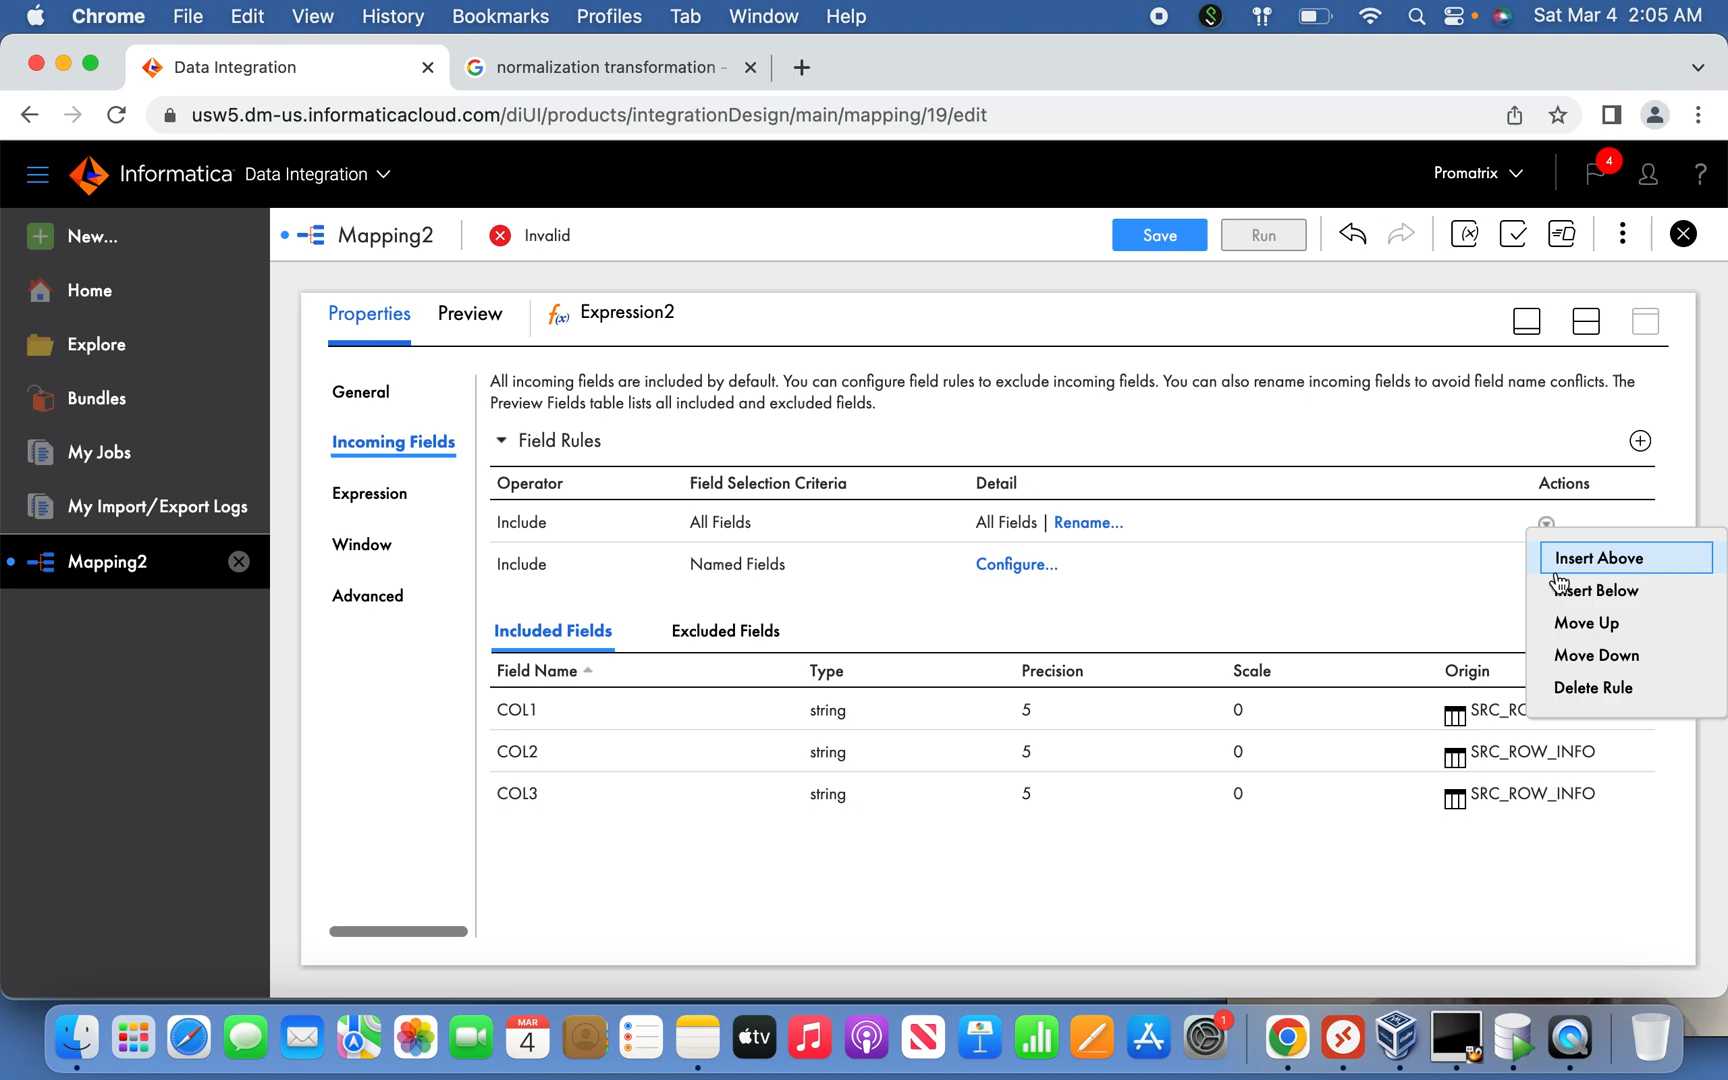 Chrome File Edit View History Bookmarks Profiles Tab Window Help Sat Mar 4 2:05 AM
Data Integration
normalization transformation -
usw5.dm-us.informaticacloud.com/diUI/products/integrationDesign/main/mapping/19/edit
Informatica Data Integration
Promatrix
4
?
New...
Home
Explore
Bundles
My Jobs
My Import/Export Logs
Mapping2
Mapping2
Invalid
Save
Run
Properties
Preview
f(x) Expression2
General
Incoming Fields
Expression
Window
Advanced
All incoming fields are included by default. You can configure field rules to exclude incoming fields. You can also rename incoming fields to avoid field name conflicts. The
Preview Fields table lists all included and excluded fields.
Field Rules
Operator Field Selection Criteria Detail Actions
Include All Fields All Fields | Rename...
Include Named Fields Configure...
Insert Above
Insert Below
Move Up
Move Down
Delete Rule
Included Fields Excluded Fields
Field Name Type Precision Scale Origin
COL1 string 5 0 SRC_RO
COL2 string 5 0 SRC_ROW_INFO
COL3 string 5 0 SRC_ROW_INFO
MAR
4
tv
1